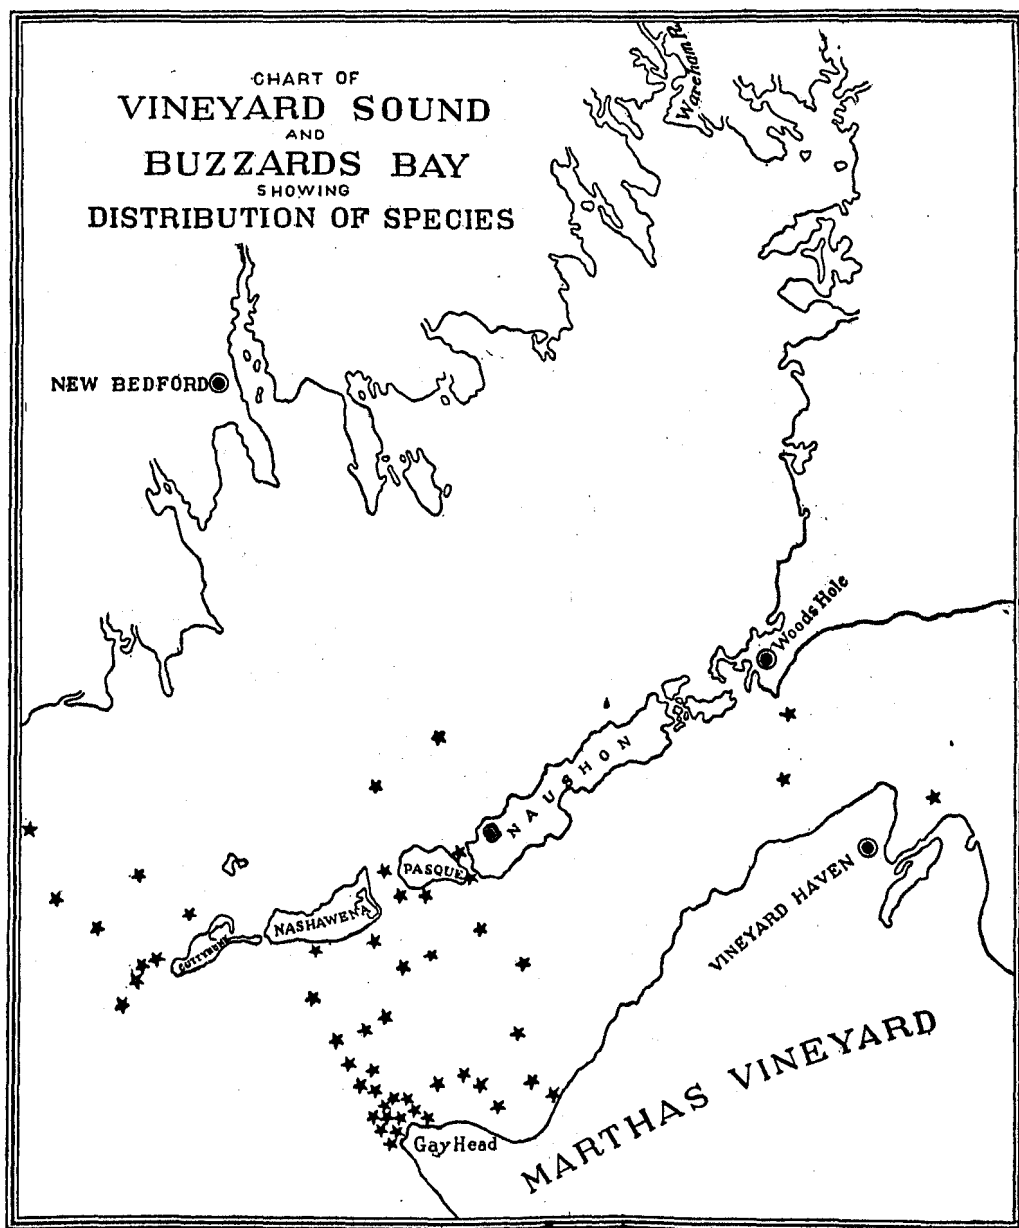 CHART OF
VINEYARD SOUND
AND
BUZZARDS BAY
SHOWING
DISTRIBUTION OF SPECIES
Wareham R.
NEW BEDFORD
Woods Hole
NAUSHON
PASQUE
NASHAWENA
CUTTYHUNK
VINEYARD HAVEN
MARTHAS VINEYARD
Gay Head